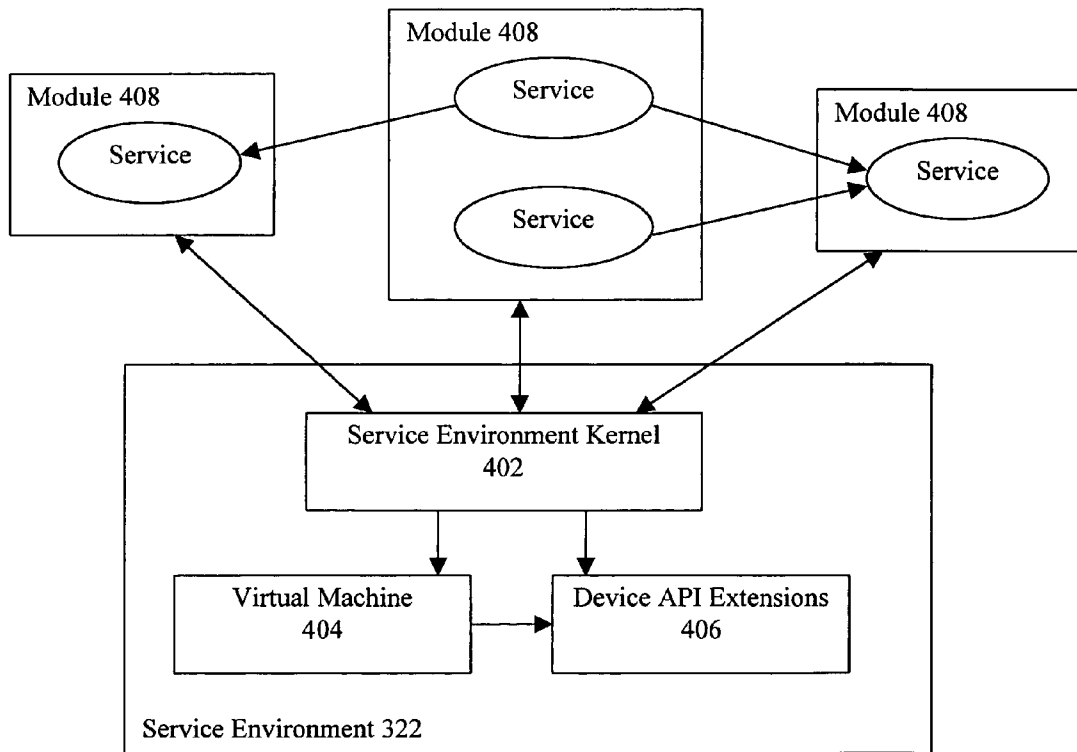 Module 408
Service
Service
Module 408
Service
Module 408
Service
Service Environment Kernel
402
Virtual Machine
404
Device API Extensions
406
Service Environment 322